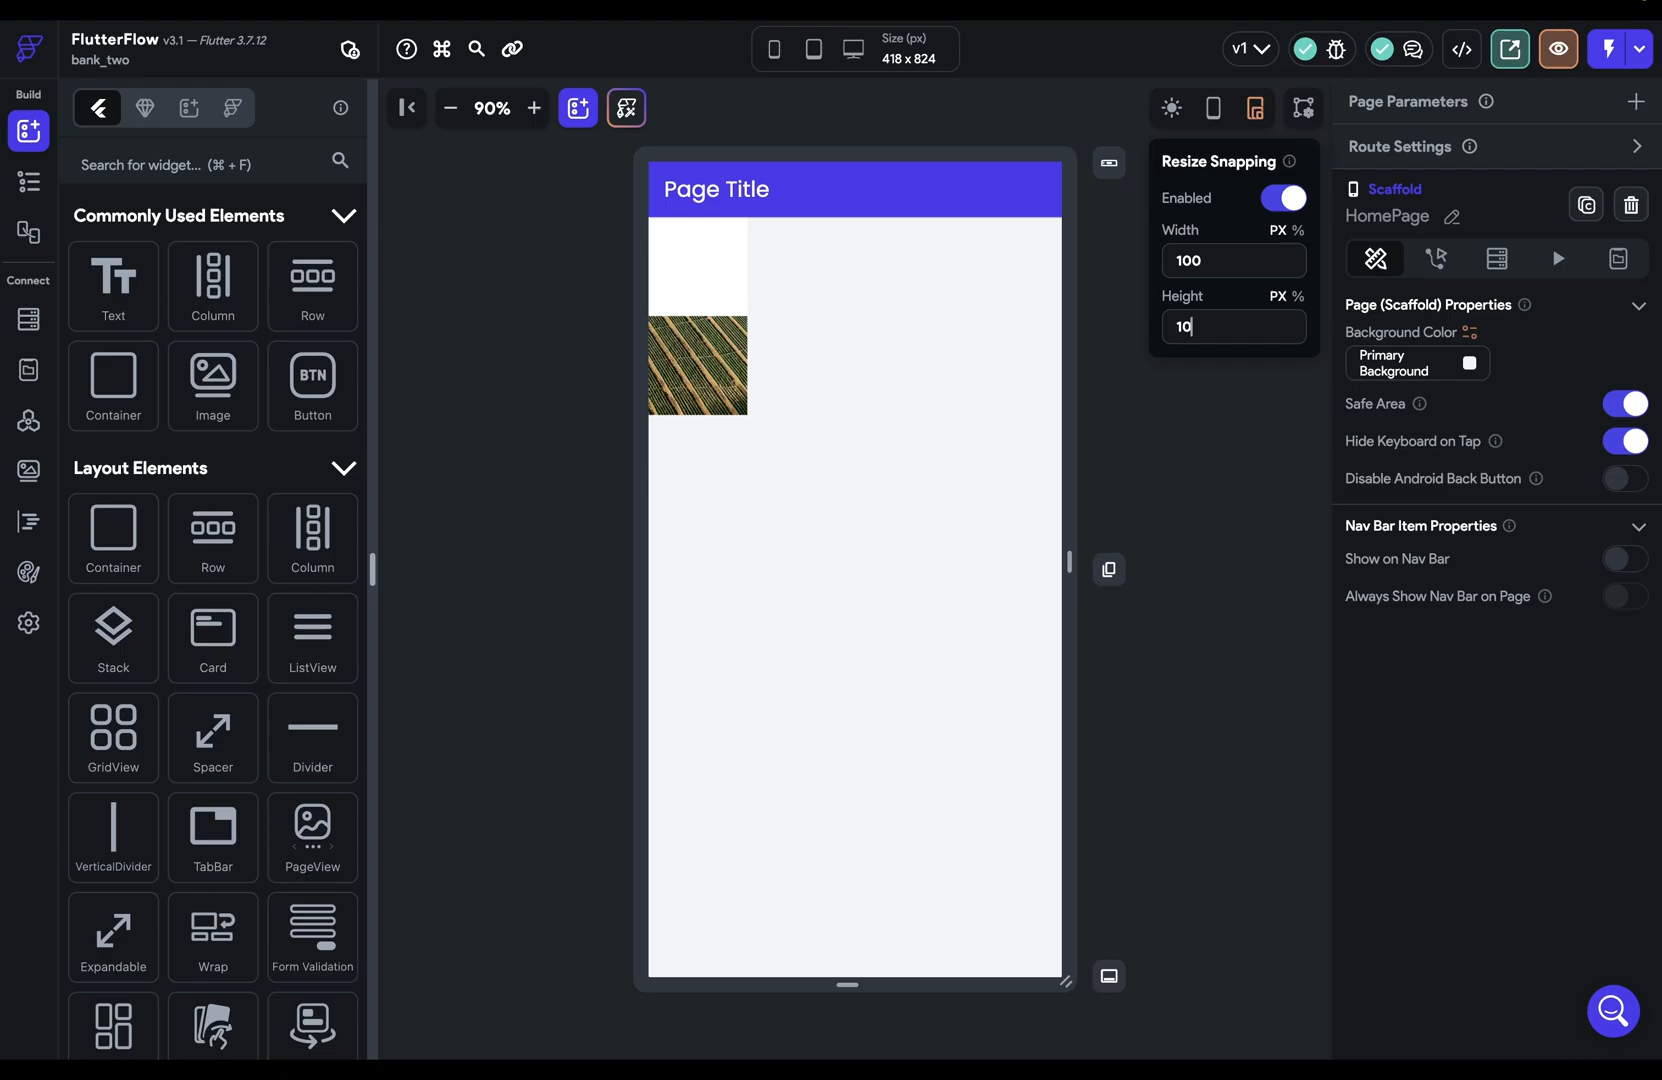 FlutterFlow v3.1 — Flutter 3.7.12
bank_two
Size (px)
418 x 824
v1
Build
Connect
Search for widget... (⌘ + F)
90%
Commonly Used Elements
Text
Column
Row
Container
Image
BTN
Button
Layout Elements
Container
Row
Column
Stack
Card
ListView
GridView
Spacer
Divider
VerticalDivider
TabBar
PageView
Expandable
Wrap
Form Validation
Page Title
Resize Snapping
Enabled
Width PX %
100
Height PX %
10
Page Parameters
Route Settings
Scaffold
HomePage
Page (Scaffold) Properties
Background Color
Primary
Background
Safe Area
Hide Keyboard on Tap
Disable Android Back Button
Nav Bar Item Properties
Show on Nav Bar
Always Show Nav Bar on Page